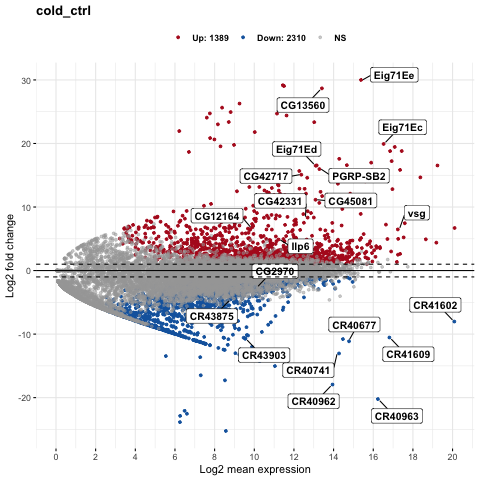 cold_ctrl
Up: 1389 Down: 2310 NS
Eig71Ee
CG13560
Eig71Ec
Eig71Ed
CG42717
PGRP-SB2
CG42331
CG45081
CG12164
vsg
Ilp6
CG2970
CR43875
CR41602
CR40677
CR43903
CR41609
CR40741
CR40962
CR40963
30
20
10
0
-10
-20
Log2 fold change
0 2 4 6 8 10 12 14 16 18 20
Log2 mean expression